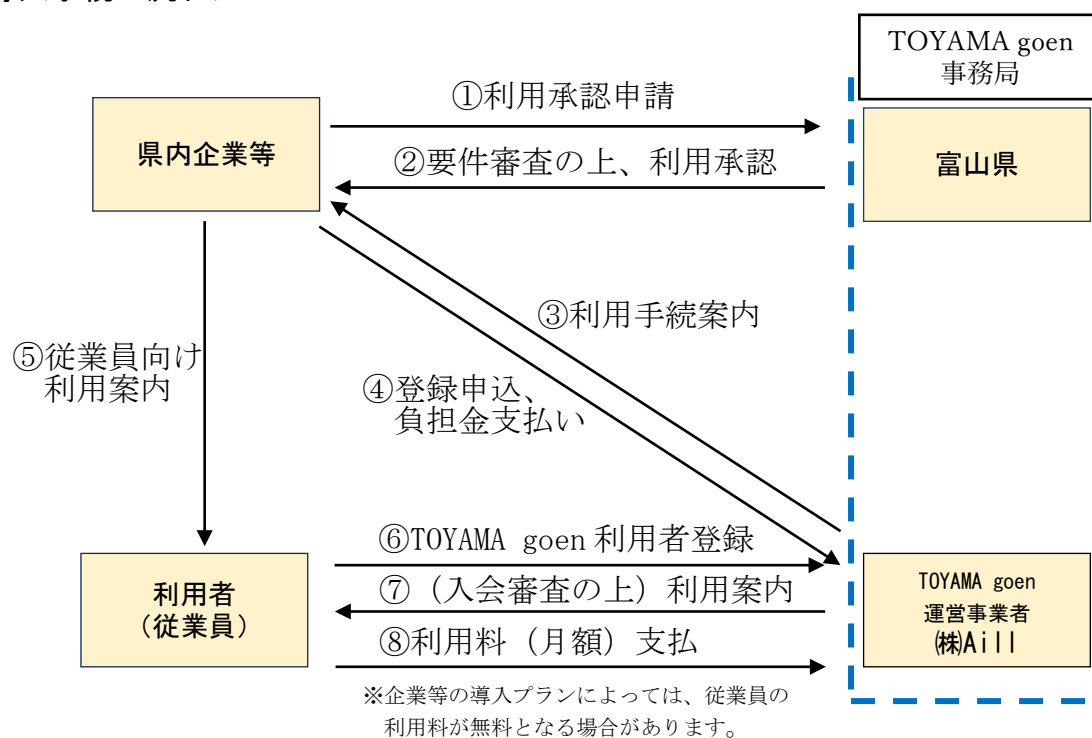 TOYAMA goen
事務局
①利用承認申請
県内企業等
②要件審査の上、利用承認
富山県
③利用手続案内
⑤従業員向け
利用案内
④登録申込、
負担金支払い
⑥TOYAMA goen 利用者登録
利用者
(従業員)
⑦（入会審査の上）利用案内
TOYAMA goen
運営事業者
㈱Aill
⑧利用料（月額）支払
※企業等の導入プランによっては、従業員の
利用料が無料となる場合があります。